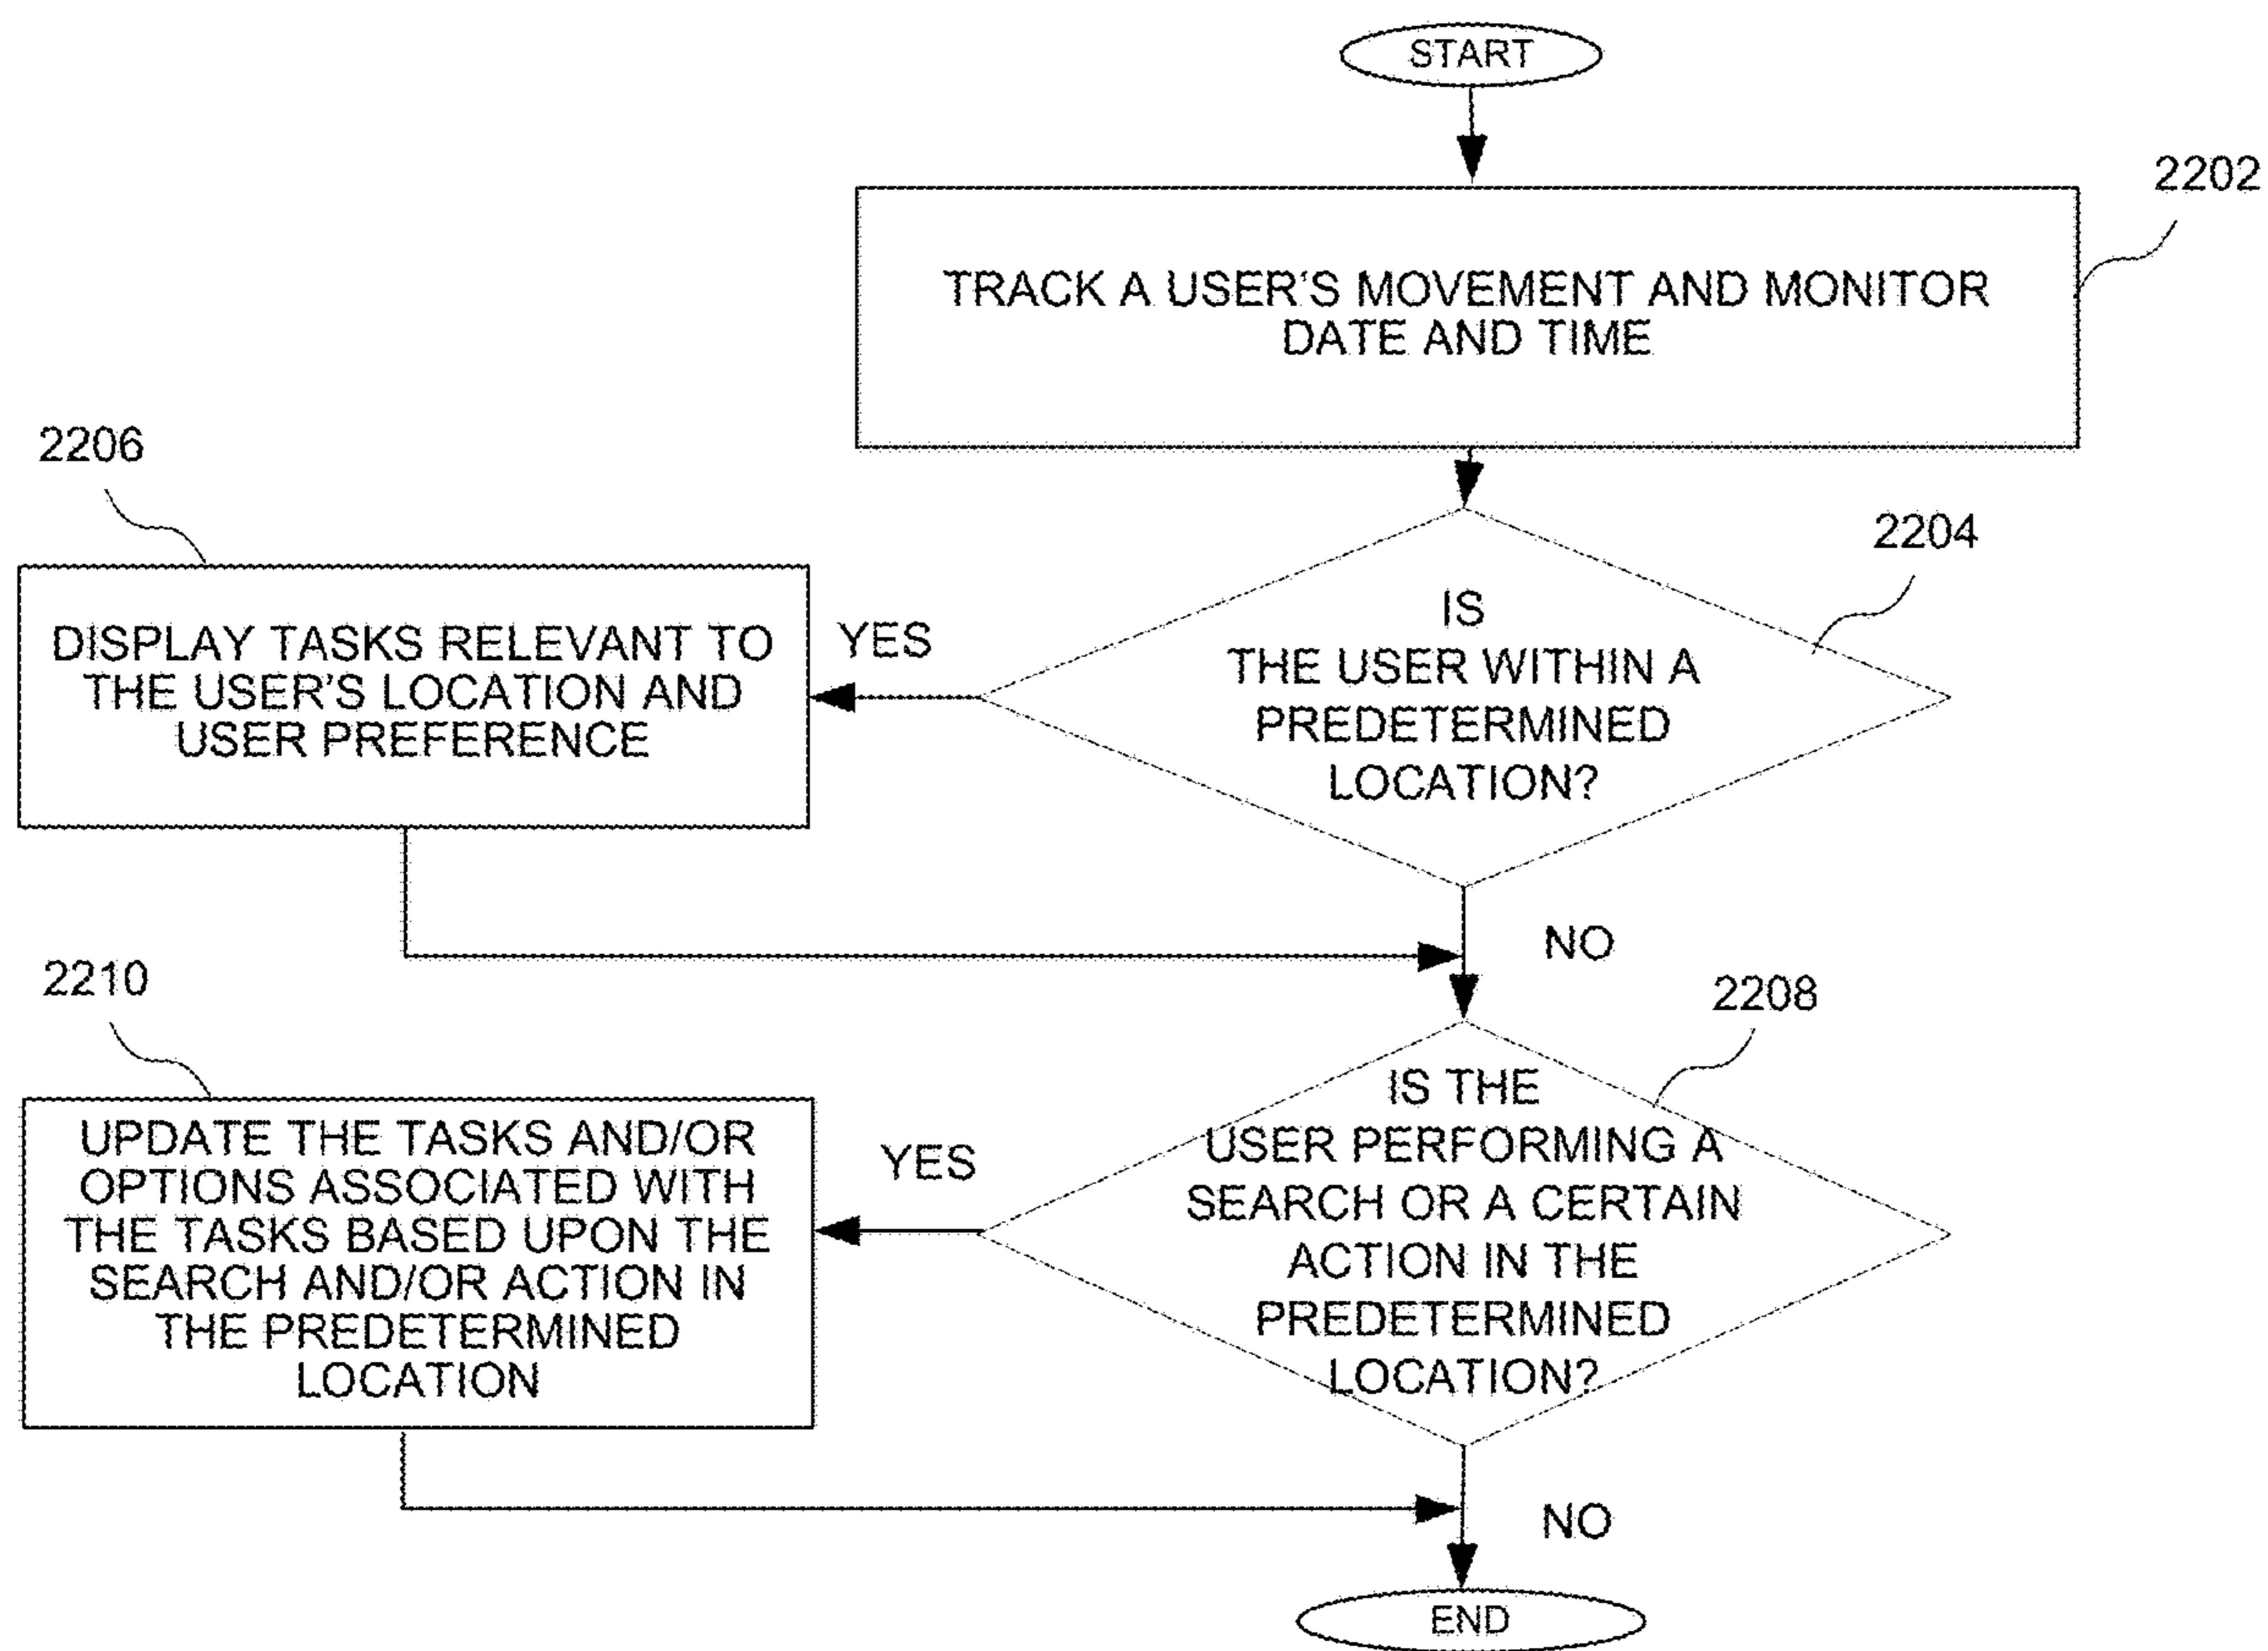 START
2202
TRACK A USER'S MOVEMENT AND MONITOR
DATE AND TIME
2206
2204
DISPLAY TASKS RELEVANT TO
THE USER'S LOCATION AND
USER PREFERENCE
YES
IS
THE USER WITHIN A
PREDETERMINED
LOCATION?
NO
2210
2208
UPDATE THE TASKS AND/OR
OPTIONS ASSOCIATED WITH
THE TASKS BASED UPON THE
SEARCH AND/OR ACTION IN
THE PREDETERMINED
LOCATION
YES
IS THE
USER PERFORMING A
SEARCH OR A CERTAIN
ACTION IN THE
PREDETERMINED
LOCATION?
NO
END